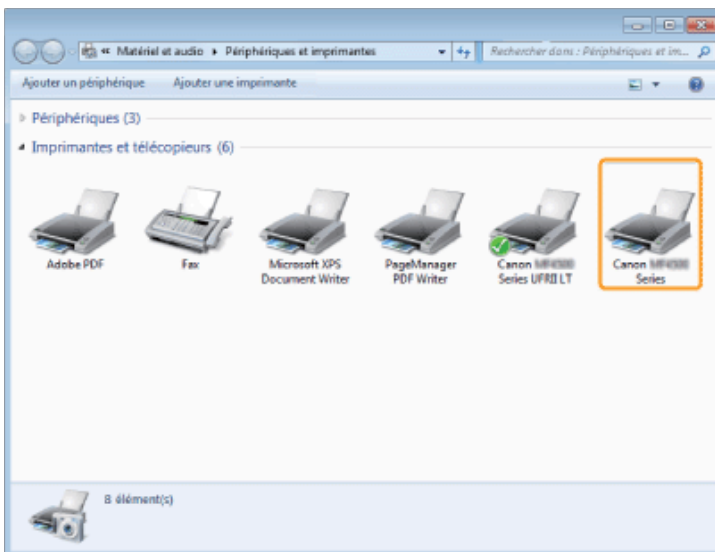 « Matériel et audio ▸ Périphériques et imprimantes
Rechercher dans : Périphériques et im...
Ajouter un périphérique Ajouter une imprimante
Périphériques (3)
Imprimantes et télécopieurs (6)
Adobe PDF
Fax
Microsoft XPS
Document Writer
PageManager
PDF Writer
Canon
Series UFRII LT
Canon
Series
8 élément(s)